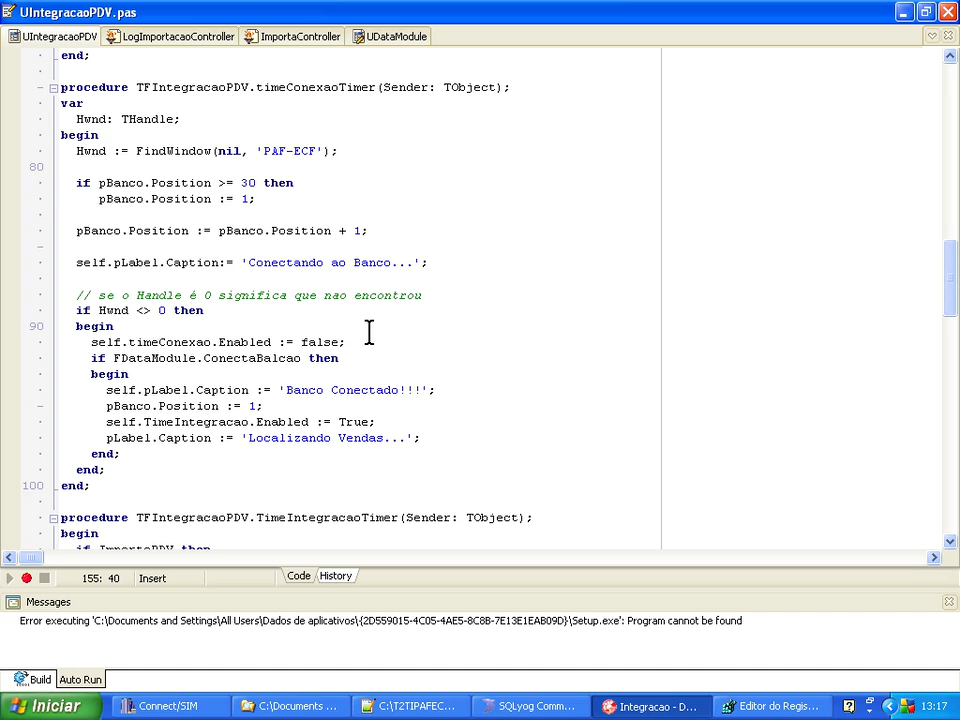 UIntegracaoPDV.pas
UIntegracaoPDV LogImportacaoController ImportaController UDataModule
end;
procedure TFIntegracaoPDV.timeConexaoTimer(Sender: TObject);
var
Hwnd: THandle;
begin
Hwnd := FindWindow(nil, 'PAF-ECF');
80
if pBanco.Position >= 30 then
pBanco.Position := 1;
pBanco.Position := pBanco.Position + 1;
self.pLabel.Caption:= 'Conectando ao Banco...';
// se o Handle é 0 significa que nao encontrou
if Hwnd <> 0 then
90 begin
self.timeConexao.Enabled := false;
if FDataModule.ConectaBalcao then
begin
self.pLabel.Caption := 'Banco Conectado!!!';
pBanco.Position := 1;
self.TimeIntegracao.Enabled := True;
pLabel.Caption := 'Localizando Vendas...';
end;
end;
100 end;
procedure TFIntegracaoPDV.TimeIntegracaoTimer(Sender: TObject);
begin
if ImportaPDV then
155: 40 Insert Code History
Messages
Error executing 'C:\Documents and Settings\All Users\Dados de aplicativos\{2D559015-4C05-4AE5-8C8B-7E13E1EAB09D}\Setup.exe': Program cannot be found
Build Auto Run
Iniciar Connect/SIM C:\Documents ... C:\T2TIPAFEC... SQLyog Comm... Integracao - D... Editor do Regis... 13:17